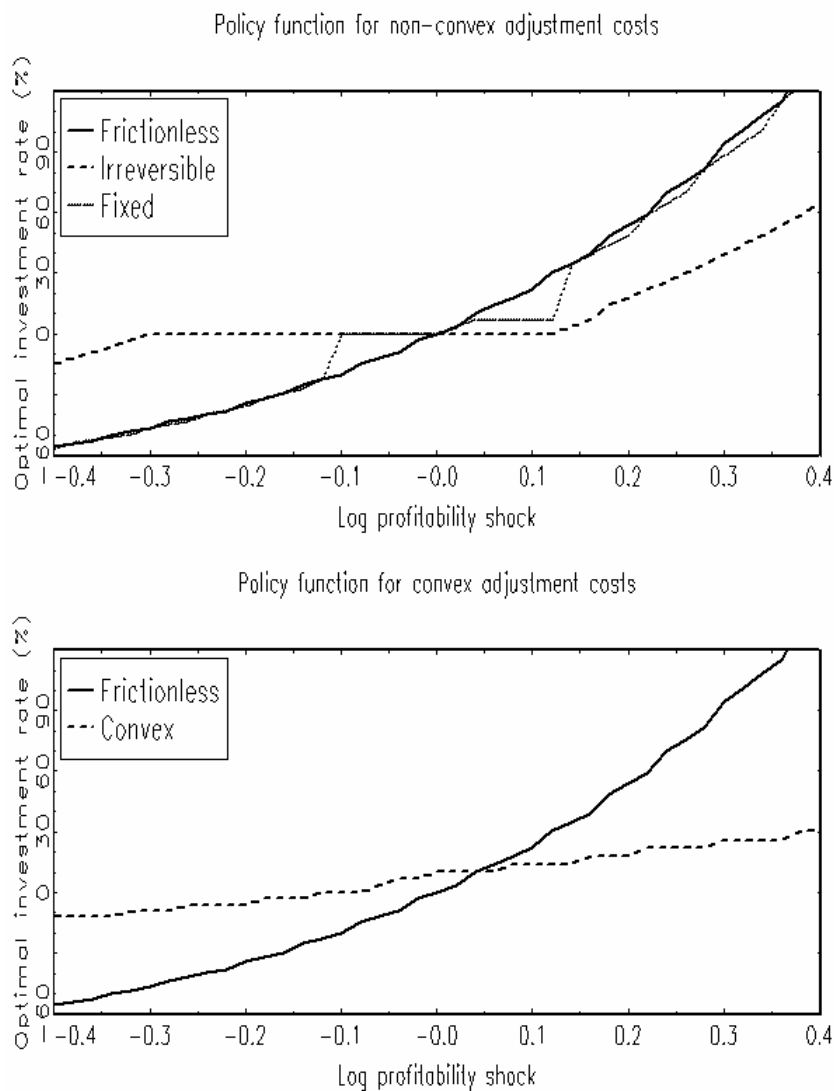 Policy function for non-convex adjustment costs
Optimal investment rate (%)
90
60
30
0
60
Frictionless
Irreversible
Fixed
1-0.4 -0.3 -0.2 -0.1 -0.0 0.1 0.2 0.3 0.4
Log profitability shock
Policy function for convex adjustment costs
Optimal investment rate (%)
90
60
30
0
60
Frictionless
Convex
1-0.4 -0.3 -0.2 -0.1 -0.0 0.1 0.2 0.3 0.4
Log profitability shock